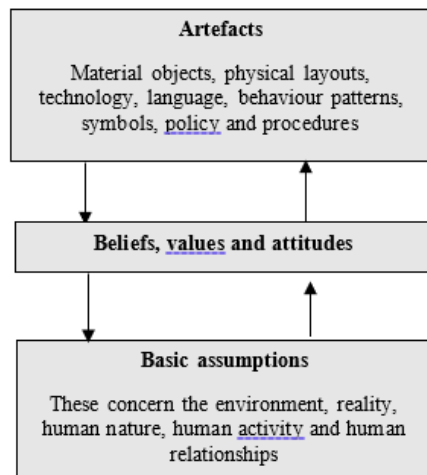 Artefacts
Material objects, physical layouts,
technology, language, behaviour patterns,
symbols, policy and procedures
Beliefs, values and attitudes
Basic assumptions
These concern the environment, reality,
human nature, human activity and human
relationships